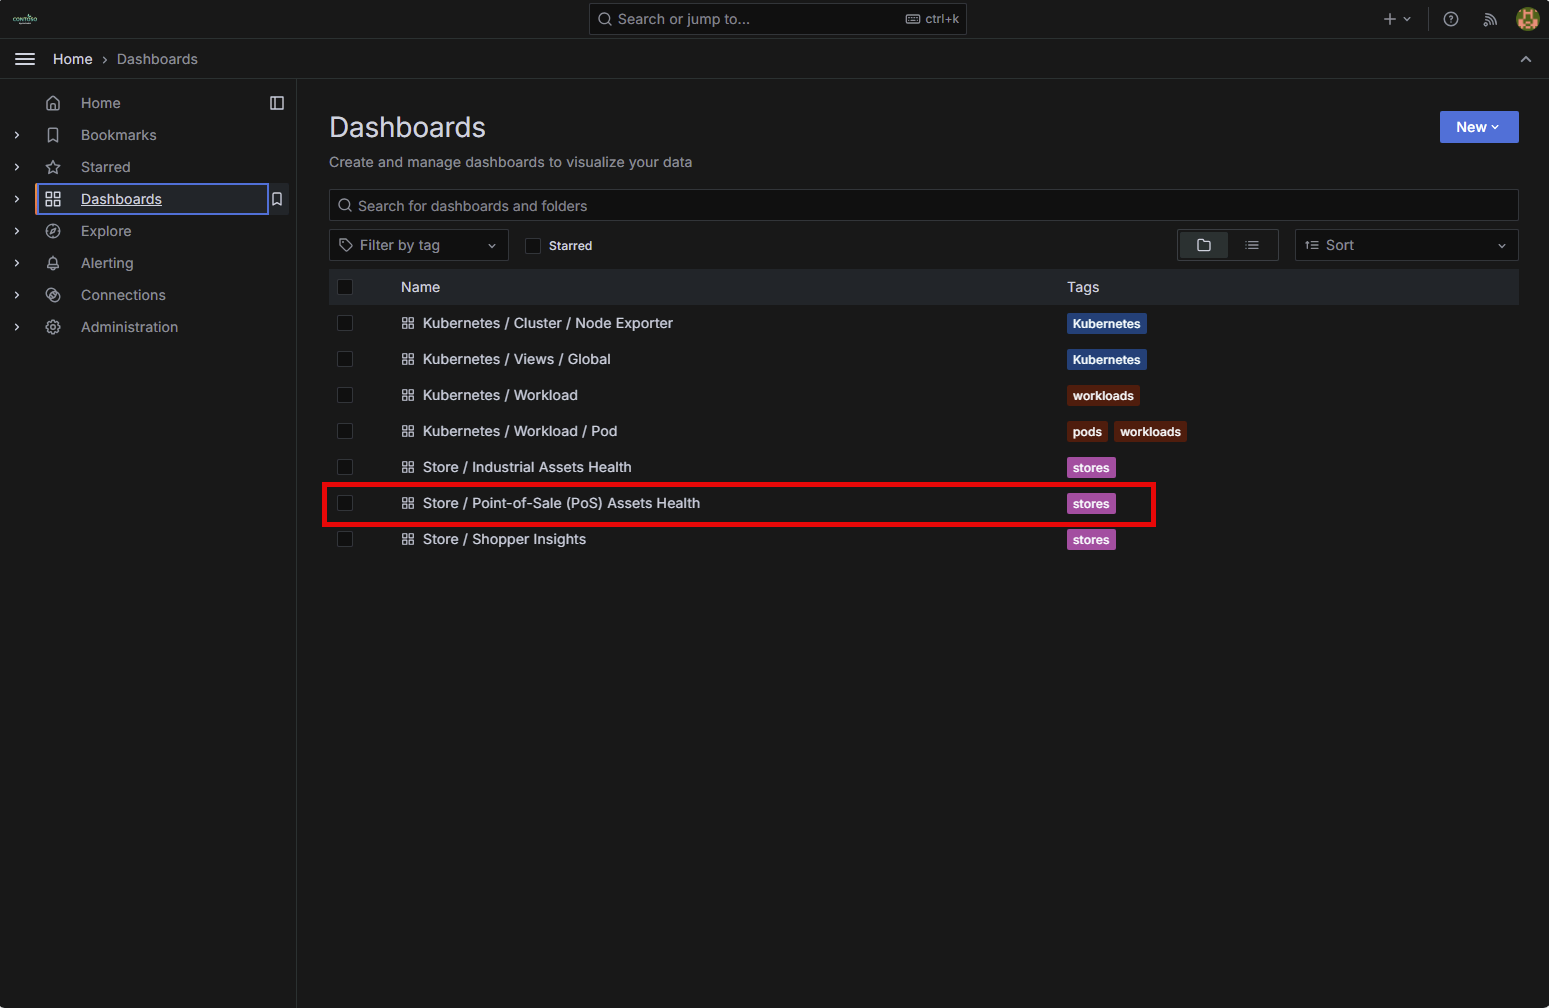 CONTOSO
Search or jump to...
ctrl+k
Home › Dashboards
Home
Bookmarks
Starred
Dashboards
Explore
Alerting
Connections
Administration
Dashboards
New
Create and manage dashboards to visualize your data
Search for dashboards and folders
Filter by tag
Starred
Sort
Name Tags
Kubernetes / Cluster / Node Exporter Kubernetes
Kubernetes / Views / Global Kubernetes
Kubernetes / Workload workloads
Kubernetes / Workload / Pod pods workloads
Store / Industrial Assets Health stores
Store / Point-of-Sale (PoS) Assets Health stores
Store / Shopper Insights stores